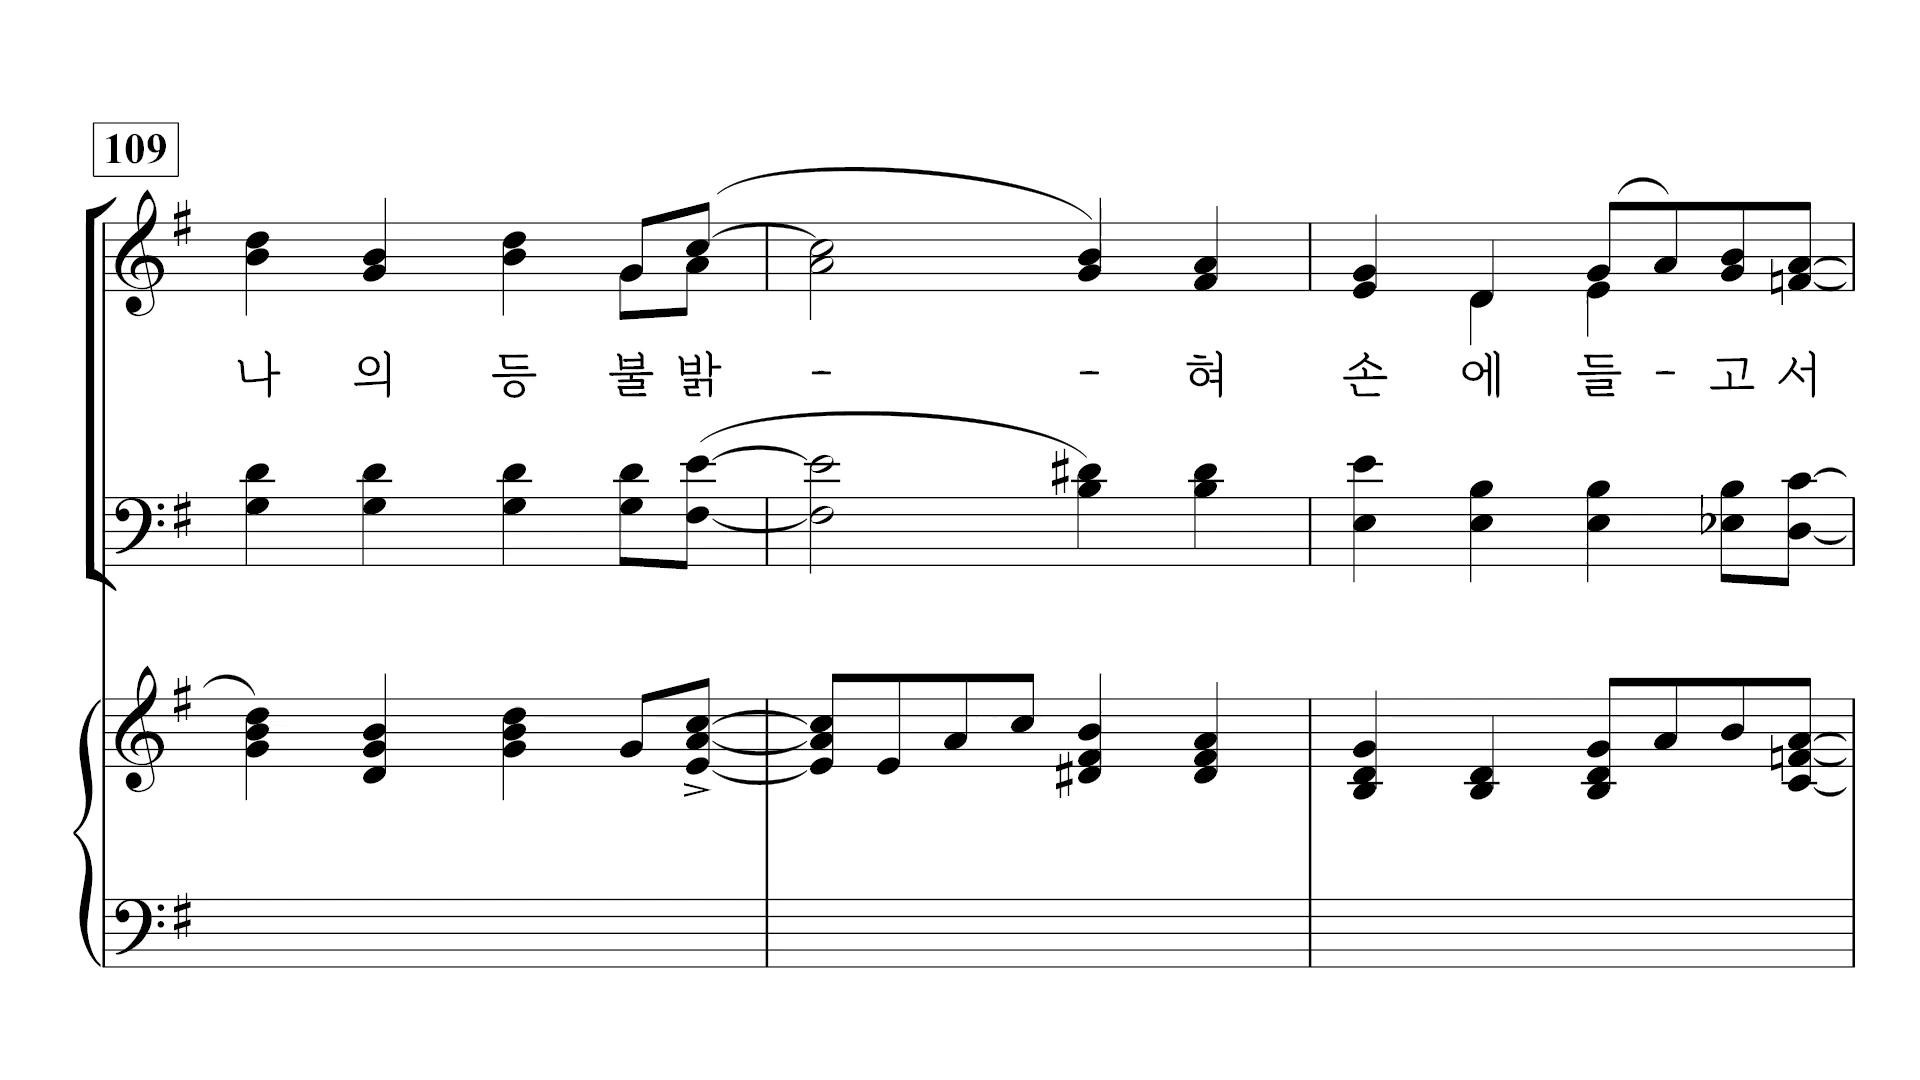 109
나 의 등 불 밝 - - 혀 손 에 들 - 고 서